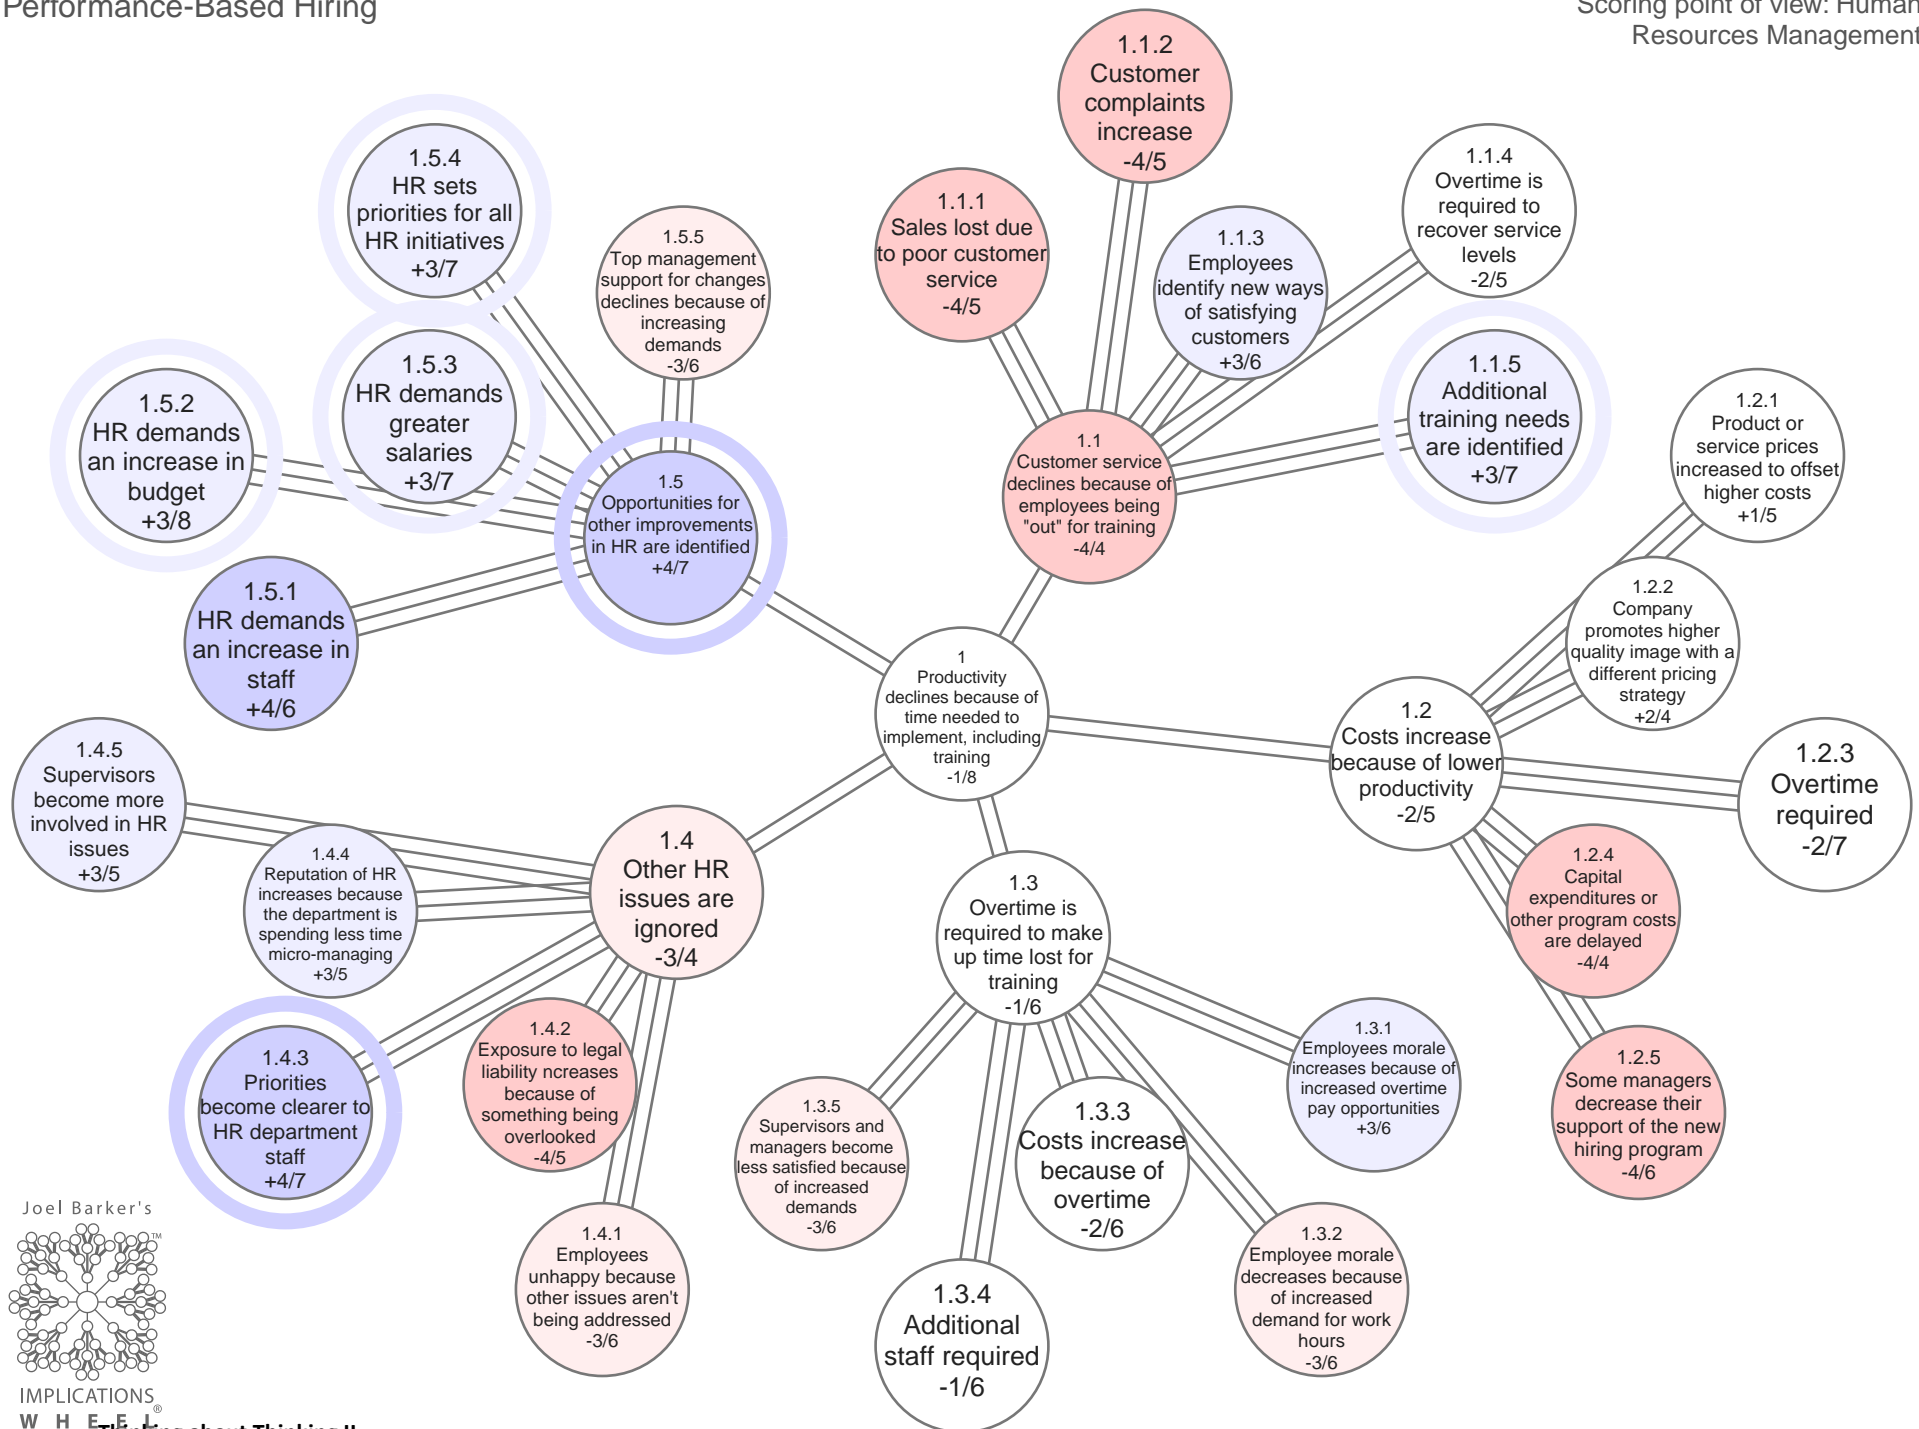 Performance-Based Hiring
Scoring point of view: Human
Resources Management
1.1.2
Customer
complaints
increase
-4/5
1.5.4
HR sets
priorities for all
HR initiatives
+3/7
1.1.4
Overtime is
required to
recover service
levels
-2/5
1.1.1
Sales lost due
to poor customer
service
-4/5
1.5.5
Top management
support for changes
declines because of
increasing
demands
-3/6
1.1.3
Employees
identify new ways
of satisfying
customers
+3/6
1.5.3
HR demands
greater
salaries
+3/7
1.1.5
Additional
training needs
are identified
+3/7
1.5.2
HR demands
an increase in
budget
+3/8
1.2.1
Product or
service prices
increased to offset
higher costs
+1/5
1.1
Customer service
declines because of
employees being
"out" for training
-4/4
1.5
Opportunities for
other improvements
in HR are identified
+4/7
1.5.1
HR demands
an increase in
staff
+4/6
1.2.2
Company
promotes higher
quality image with a
different pricing
strategy
+2/4
1
Productivity
declines because of
time needed to
implement, including
training
-1/8
1.2
Costs increase
because of lower
productivity
-2/5
1.2.3
Overtime
required
-2/7
1.4.5
Supervisors
become more
involved in HR
issues
+3/5
1.4.4
Reputation of HR
increases because
the department is
spending less time
micro-managing
+3/5
1.4
Other HR
issues are
ignored
-3/4
1.3
Overtime is
required to make
up time lost for
training
-1/6
1.2.4
Capital
expenditures or
other program costs
are delayed
-4/4
1.4.3
Priorities
become clearer to
HR department
staff
+4/7
1.4.2
Exposure to legal
liability ncreases
because of
something being
overlooked
-4/5
1.3.5
Supervisors and
managers become
less satisfied because
of increased
demands
-3/6
1.3.3
Costs increase
because of
overtime
-2/6
1.3.1
Employees morale
increases because of
increased overtime
pay opportunities
+3/6
1.2.5
Some managers
decrease their
support of the new
hiring program
-4/6
1.4.1
Employees
unhappy because
other issues aren't
being addressed
-3/6
1.3.4
Additional
staff required
-1/6
1.3.2
Employee morale
decreases because
of increased
demand for work
hours
-3/6
Joel Barker's
TM
IMPLICATIONS
WHEEL®
Thinking about Thinking II